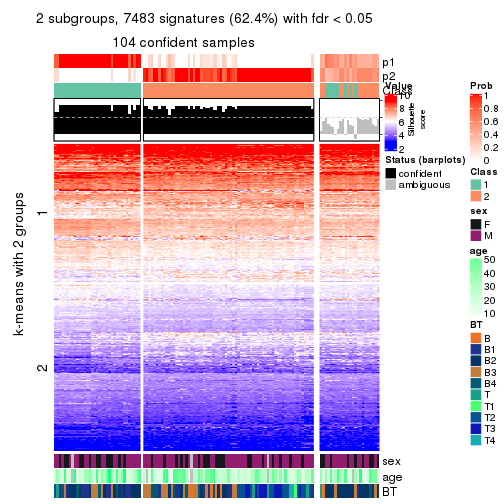 2 subgroups, 7483 signatures (62.4%) with fdr < 0.05
104 confident samples
p1
p2
Class
Silhouette
score
Value
10
8
6
4
2
Status (barplots)
confident
ambiguous
Prob
1
0.8
0.6
0.4
0.2
0
Class
1
2
sex
F
M
age
50
40
30
20
10
BT
B
B1
B2
B3
B4
T
T1
T2
T3
T4
k-means with 2 groups
1
2
sex
age
BT